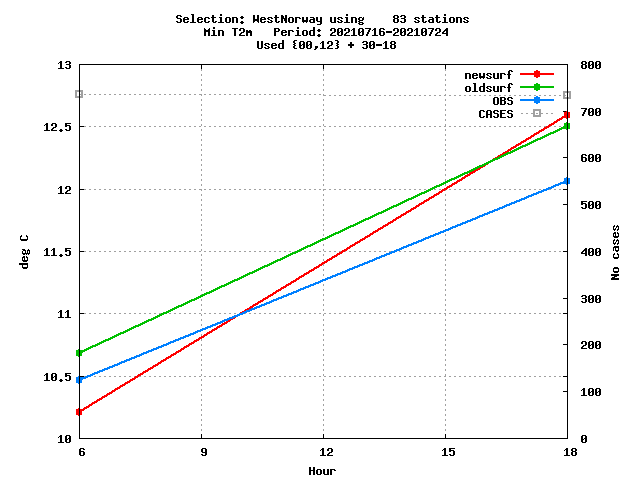 Selection: WestNorway using    83 stations
Min T2m   Period: 20210716-20210724
Used {00,12} + 30-18
newsurf
oldsurf
OBS
CASES
13
12.5
12
11.5
11
10.5
10
deg C
800
700
600
500
400
300
200
100
0
No cases
6 9 12 15 18
Hour